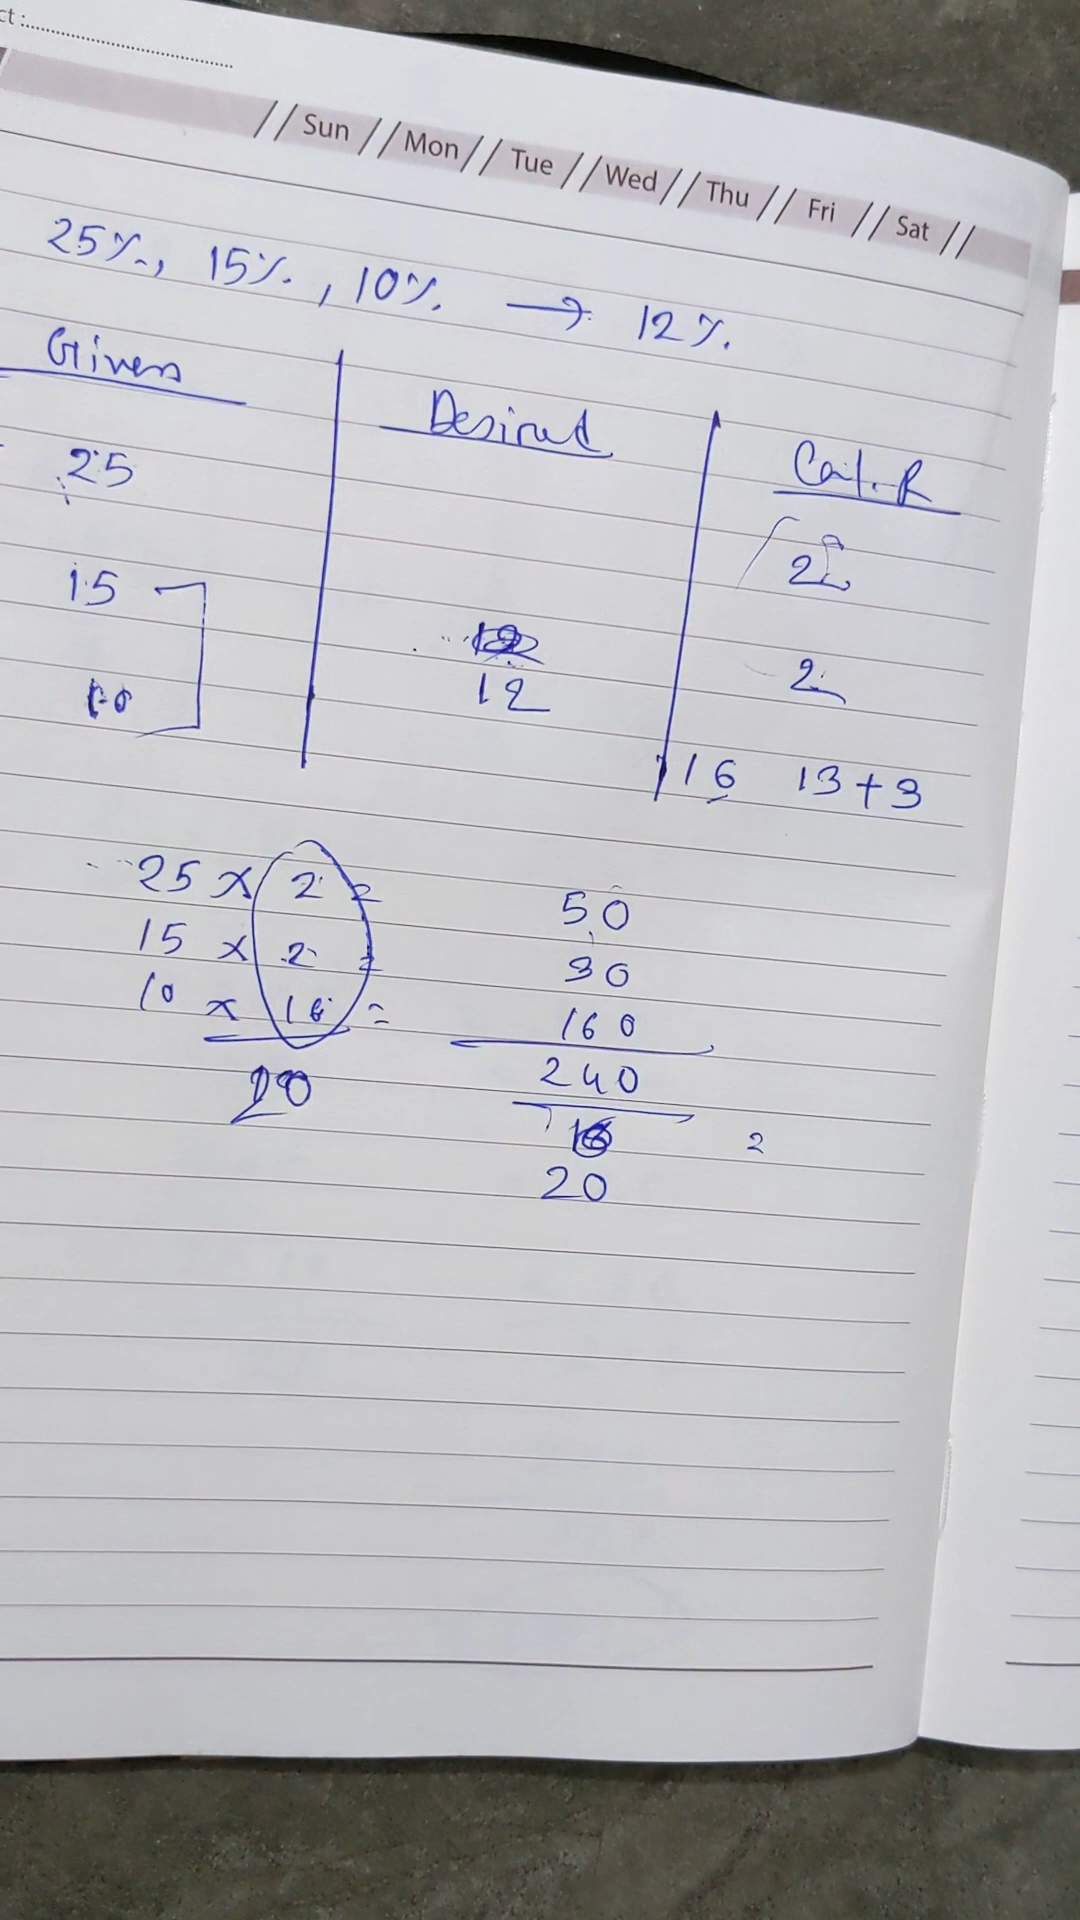 ct :
// Sun // Mon // Tue // Wed // Thu // Fri // Sat //
25%, 15%, 10% → 12%.
Given Desired Cal.R
25 2
15
12 2
10
16 13+3
25 × 2 = 50
15 × 2 = 30
10 × 16 = 160
20 240
2
20